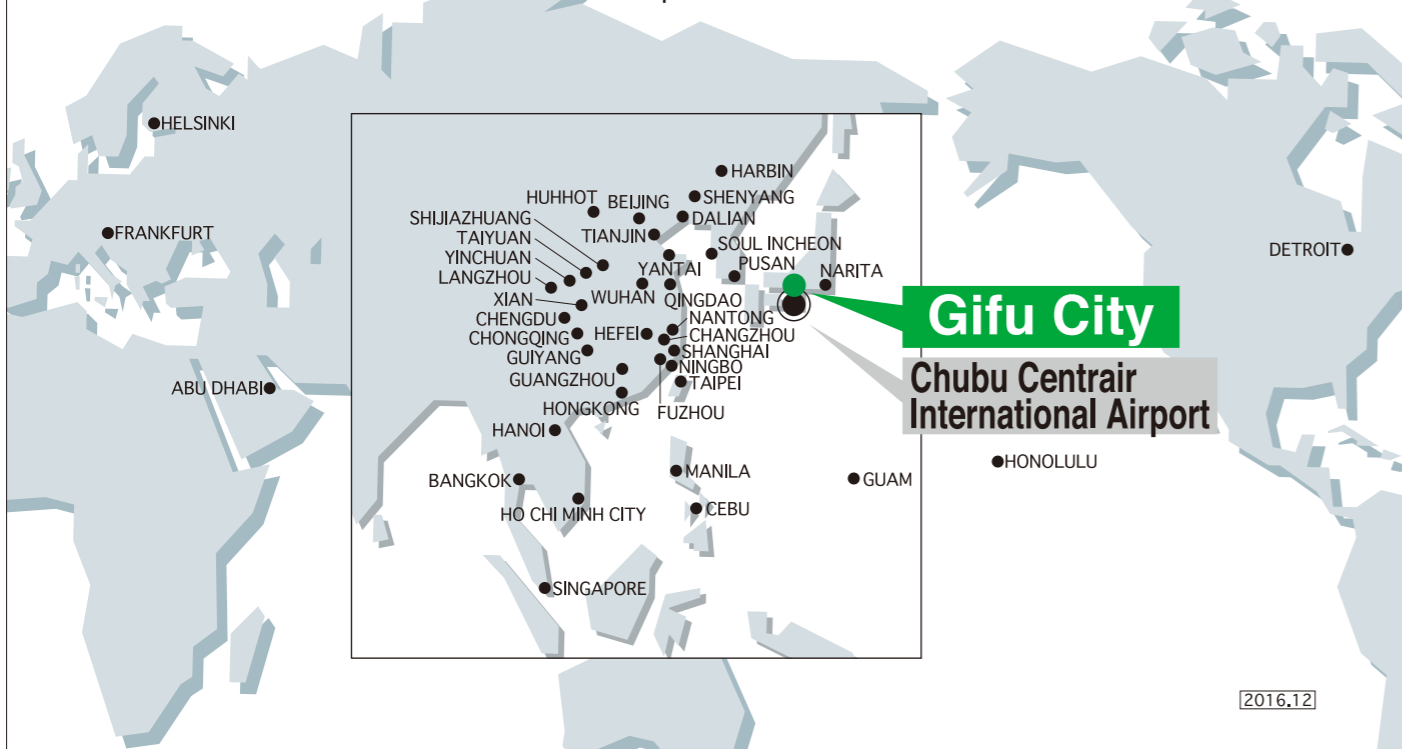 HELSINKI
FRANKFURT
ABU DHABI
HARBIN
SHENYANG
HUHHOT
BEIJING
DALIAN
SHIJIAZHUANG
TIANJIN
TAIYUAN
SOUL INCHEON
YINCHUAN
YANTAI
PUSAN
NARITA
LANGZHOU
WUHAN
QINGDAO
XIAN
NANTONG
CHENGDU
HEFEI
CHANGZHOU
CHONGQING
SHANGHAI
GUIYANG
NINGBO
GUANGZHOU
TAIPEI
HONGKONG
FUZHOU
HANOI
BANGKOK
MANILA
GUAM
HO CHI MINH CITY
CEBU
SINGAPORE
Gifu City
Chubu Centrair
International Airport
HONOLULU
DETROIT
2016.12